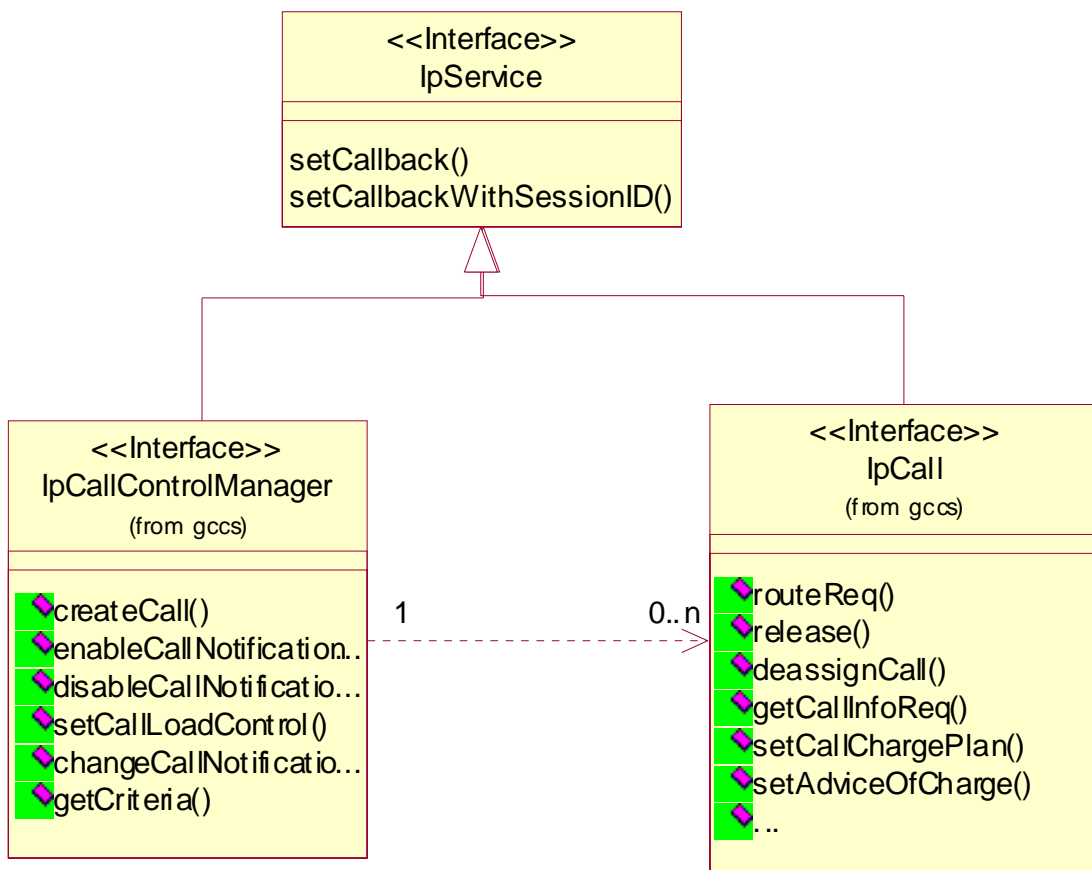 <<Interface>>
IpService
setCallback()
setCallbackWithSessionID()
<<Interface>>
IpCallControlManager
(from gccs)
createCall()
enableCallNotification...
disableCallNotificatio...
setCallLoadControl()
changeCallNotificatio...
getCriteria()
1
0..n
<<Interface>>
IpCall
(from gccs)
routeReq()
release()
deassignCall()
getCallInfoReq()
setCallChargePlan()
setAdviceOfCharge()
...